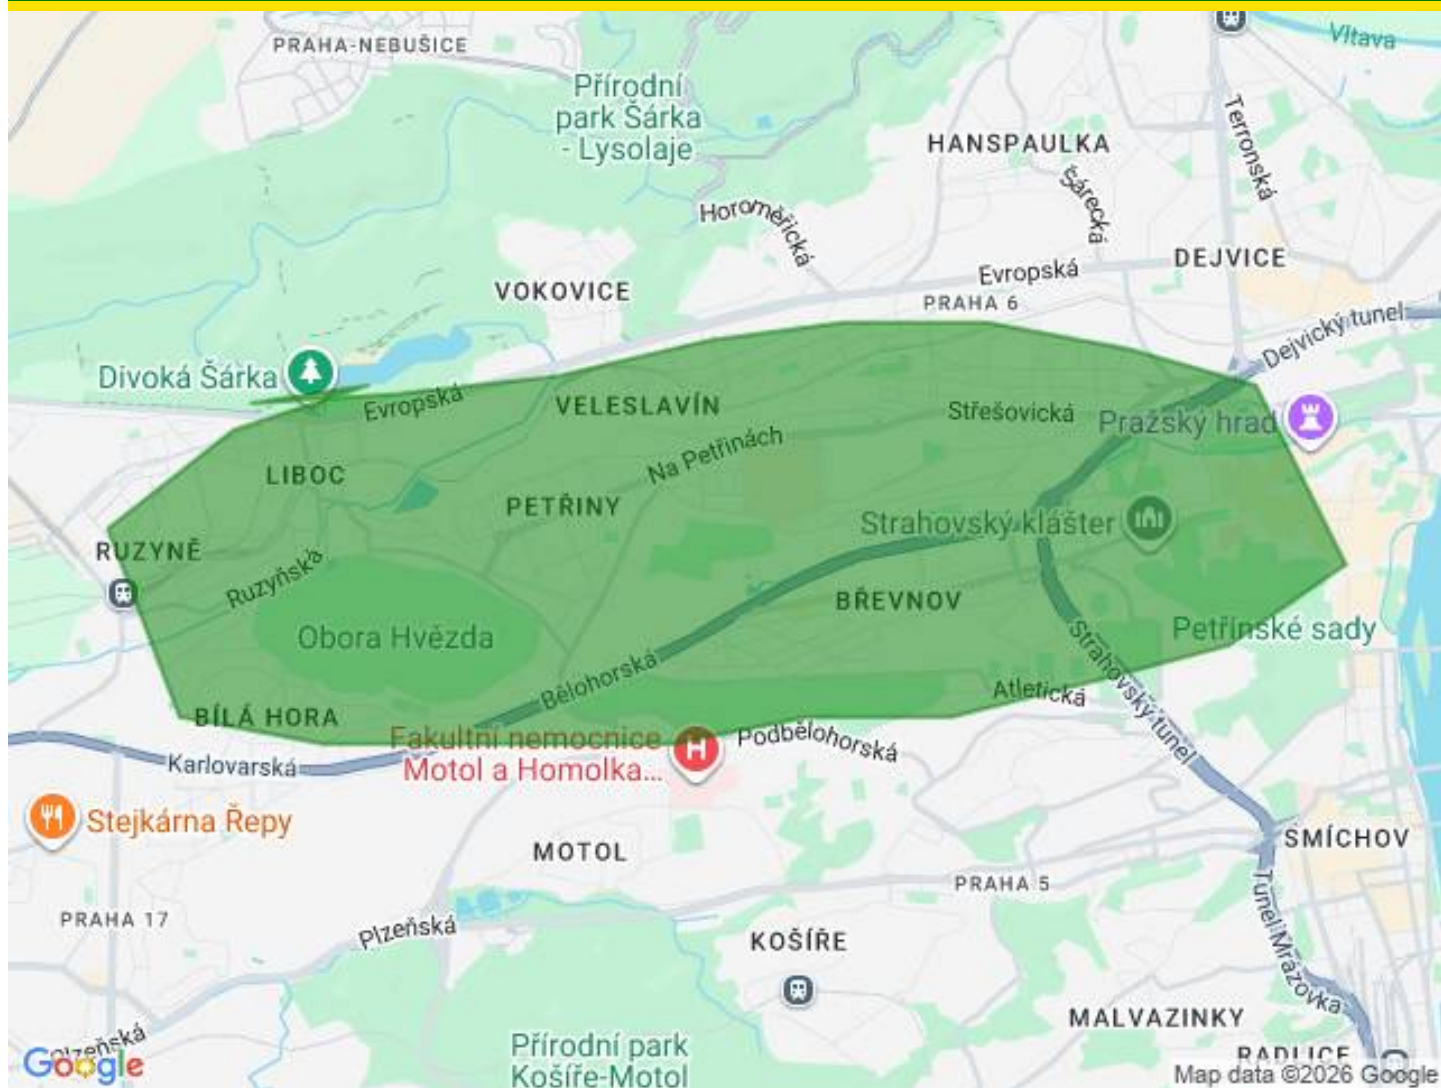 PRAHA-NEBUŠICE
Vltava
Přírodní
park Šárka
- Lysolaje
Terronská
HANSPAULKA
Šárecká
Horoměřická
DEJVICE
Evropská
VOKOVICE
PRAHA 6
Dejvický tunel
Divoká Šárka
Evropská
VELESLAVÍN
Střešovická
Pražský hrad
Na Petřinách
LIBOC
PETŘINY
Strahovský klášter
RUZYNĚ
Ruzyňská
BŘEVNOV
Obora Hvězda
Petřínské sady
Bělohorská
Strahovský tunel
Atletická
BÍLÁ HORA
Fakultní nemocnice
Motol a Homolka...
H
Podbělohorská
Karlovarská
Stejkárna Řepy
MOTOL
SMÍCHOV
PRAHA 5
PRAHA 17
Plzeňská
KOŠÍŘE
Tunel Mrázovka
MALVAZINKY
Plzeňská
Přírodní park
Košíře-Motol
RADLICE
Google
Map data ©2026 Google